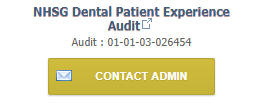 NHSG Dental Patient Experience
Audit
Audit : 01-01-03-026454
CONTACT ADMIN